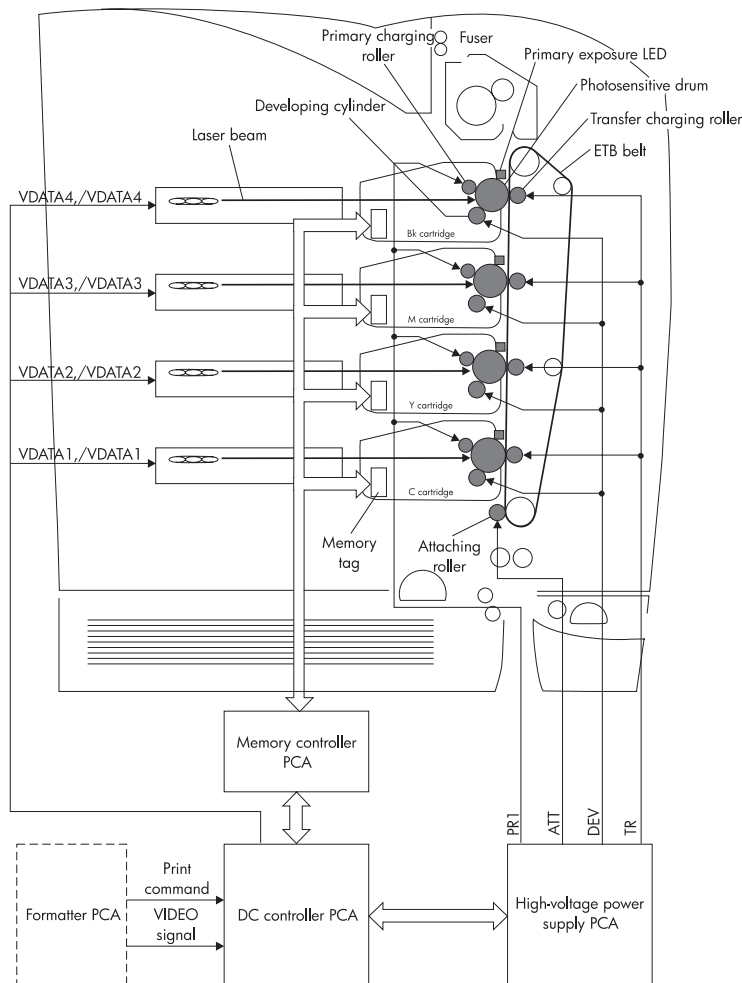 Primary charging
roller
Fuser
Primary exposure LED
Photosensitive drum
Developing cylinder
Transfer charging roller
Laser beam
ETB belt
VDATA4,/VDATA4
Bk cartridge
VDATA3,/VDATA3
M cartridge
VDATA2,/VDATA2
Y cartridge
VDATA1,/VDATA1
C cartridge
Memory
tag
Attaching
roller
Memory controller
PCA
PR1
ATT
DEV
TR
Formatter PCA
Print
command
VIDEO
signal
DC controller PCA
High-voltage power
supply PCA